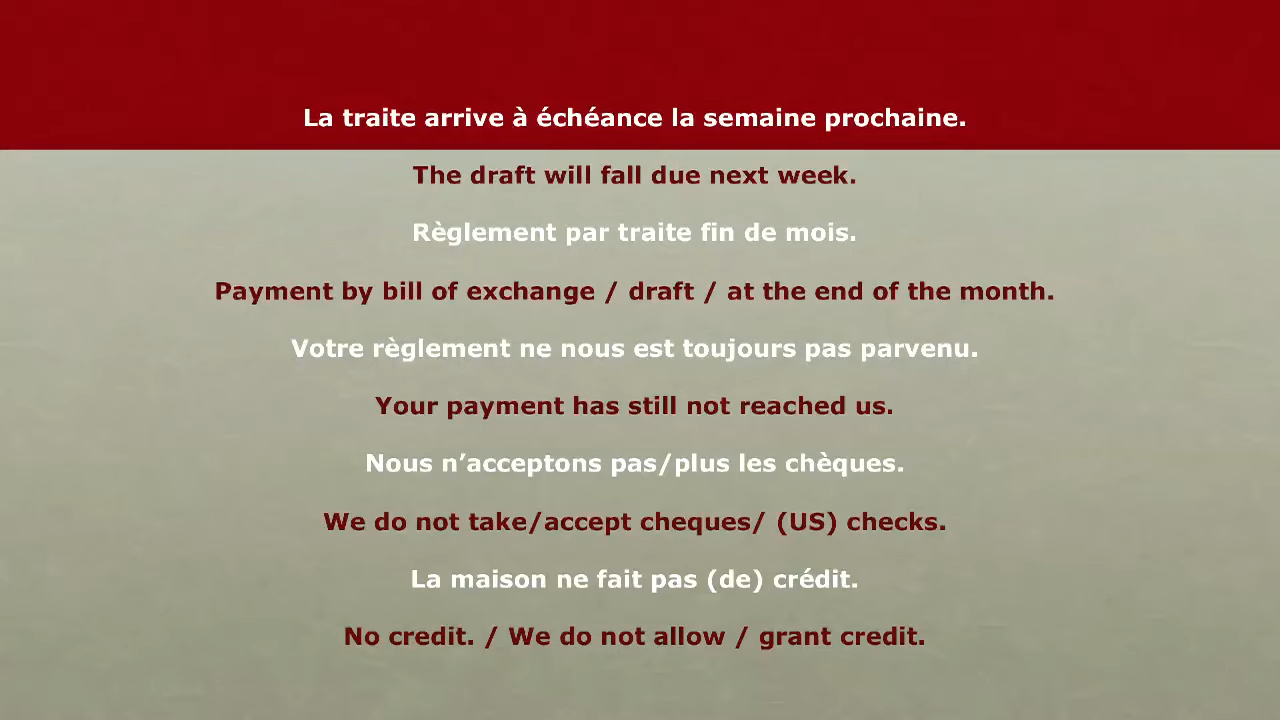 La traite arrive à échéance la semaine prochaine.
The draft will fall due next week.
Règlement par traite fin de mois.
Payment by bill of exchange / draft / at the end of the month.
Votre règlement ne nous est toujours pas parvenu.
Your payment has still not reached us.
Nous n’acceptons pas/plus les chèques.
We do not take/accept cheques/ (US) checks.
La maison ne fait pas (de) crédit.
No credit. / We do not allow / grant credit.